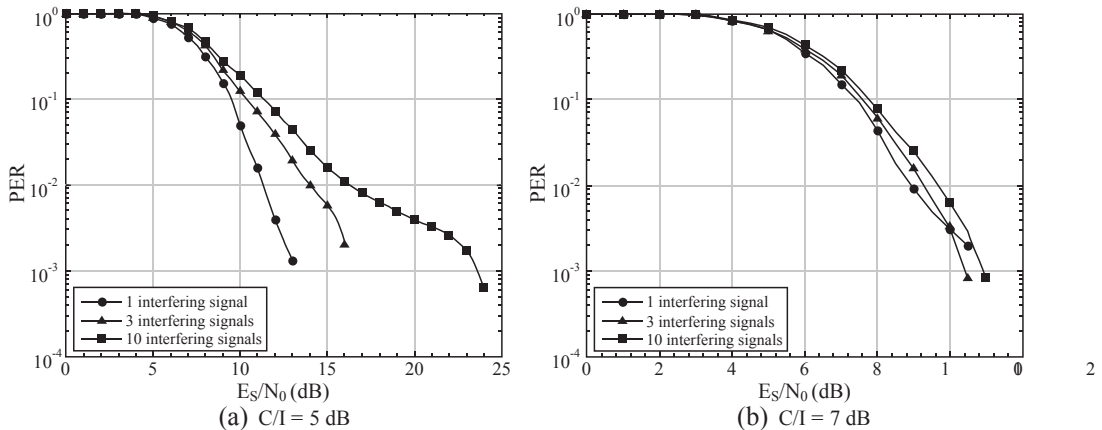 10^0
10^-1
10^-2
10^-3
10^-4
PER
1 interfering signal
3 interfering signals
10 interfering signals
0 5 10 15 20 25
E_S/N_0 (dB)
(a) C/I = 5 dB
10^0
10^-1
10^-2
10^-3
10^-4
PER
1 interfering signal
3 interfering signals
10 interfering signals
0 2 4 6 8 1 0 2
E_S/N_0 (dB)
(b) C/I = 7 dB